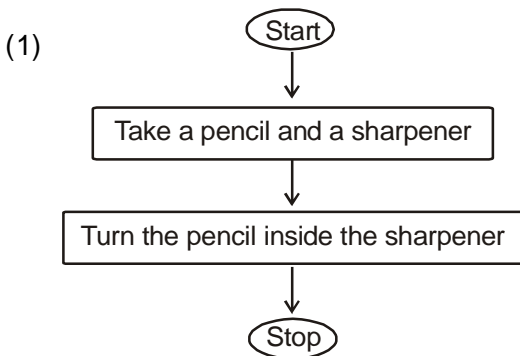 (1)
Start
Take a pencil and a sharpener
Turn the pencil inside the sharpener
Stop